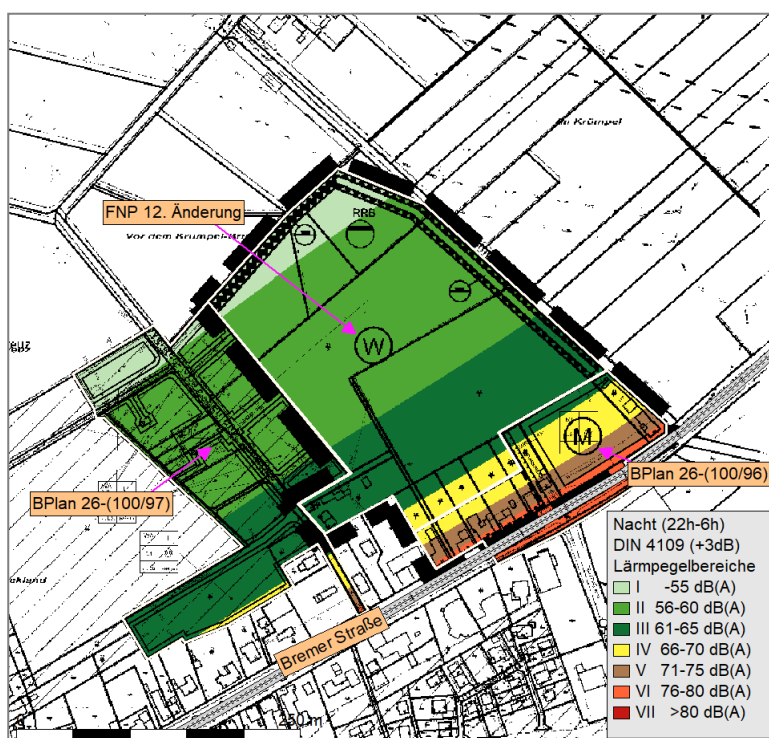 Im Krümpel
FNP 12. Änderung
RRB
Vor dem Krümpel
W
M
BPlan 26-(100/97)
BPlan 26-(100/96)
Bremer Straße
Nacht (22h-6h)
DIN 4109 (+3dB)
Lärmpegelbereiche
I -55 dB(A)
II 56-60 dB(A)
III 61-65 dB(A)
IV 66-70 dB(A)
V 71-75 dB(A)
VI 76-80 dB(A)
VII >80 dB(A)
250 m